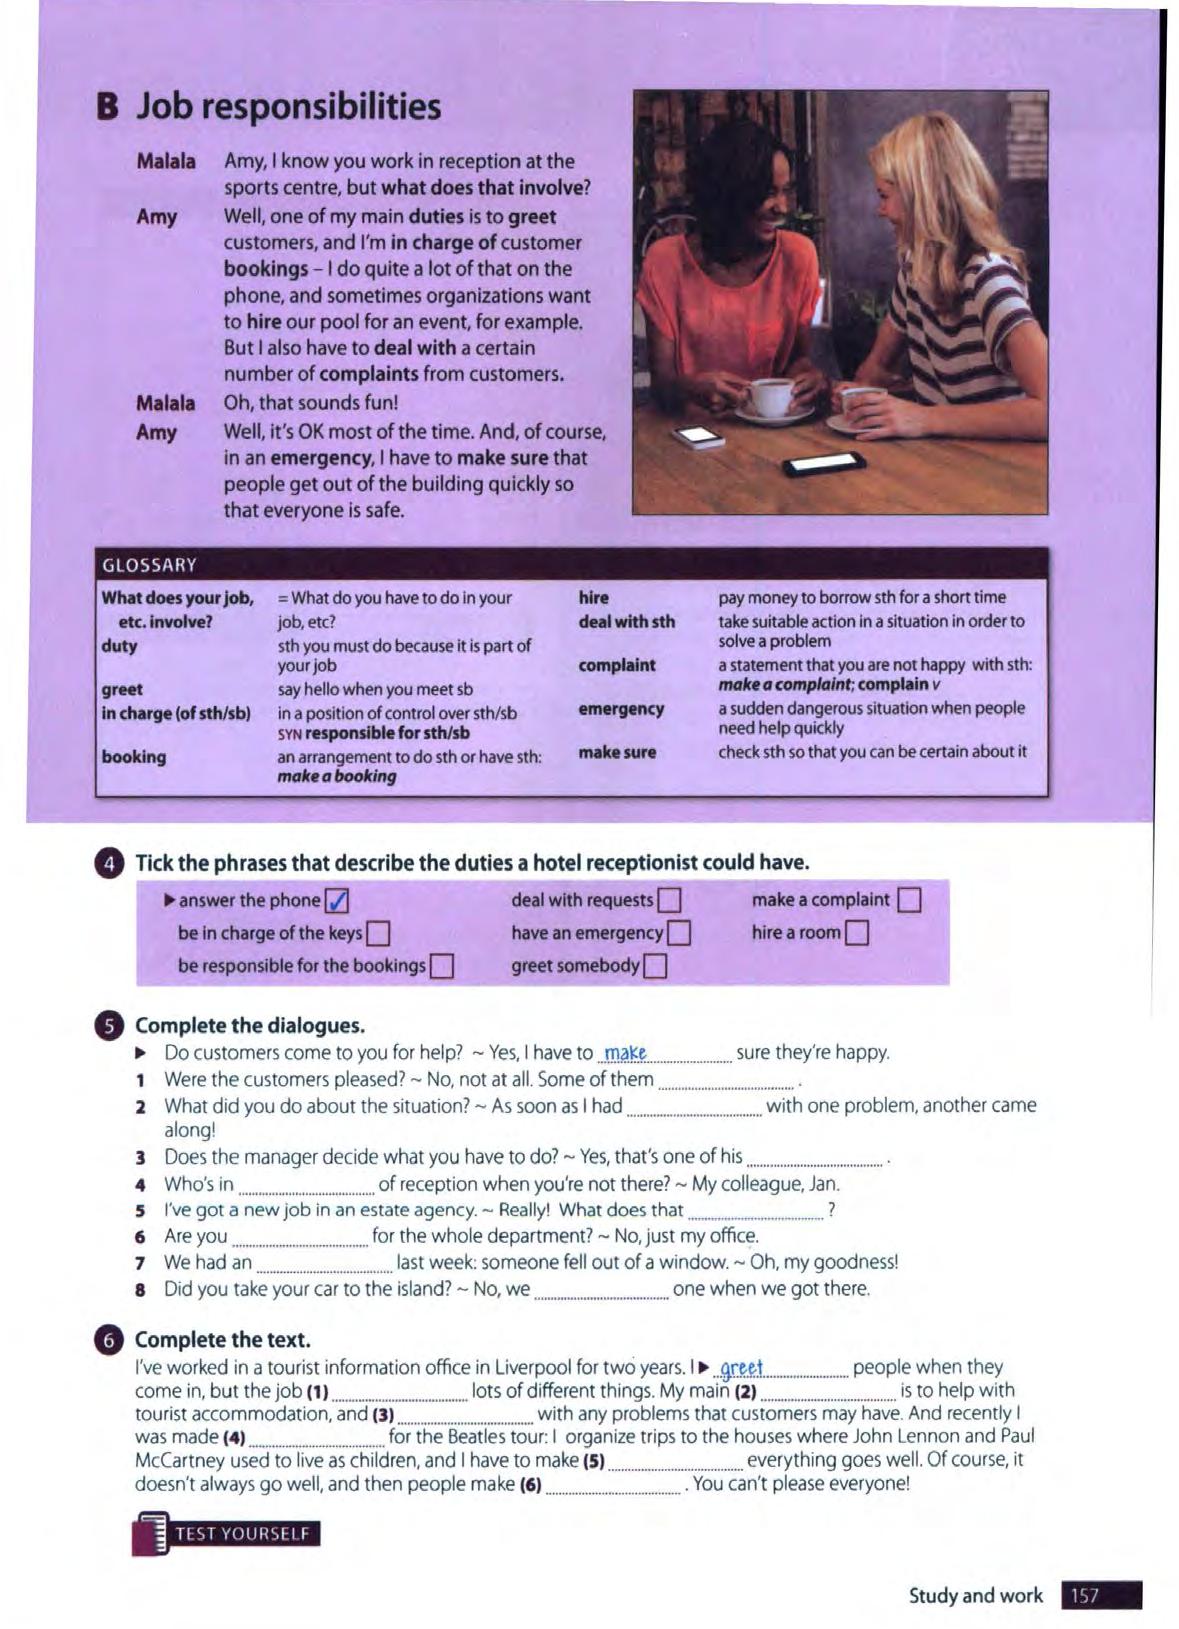 B Job responsibilities
Malala Amy, I know you work in reception at the
sports centre, but what does that involve?
Amy Well, one of my main duties is to greet
customers, and I'm in charge of customer
bookings – I do quite a lot of that on the
phone, and sometimes organizations want
to hire our pool for an event, for example.
But I also have to deal with a certain
number of complaints from customers.
Malala Oh, that sounds fun!
Amy Well, it's OK most of the time. And, of course,
in an emergency, I have to make sure that
people get out of the building quickly so
that everyone is safe.
GLOSSARY
What does your job, = What do you have to do in your
etc. involve? job, etc?
duty sth you must do because it is part of
your job
greet say hello when you meet sb
in charge (of sth/sb) in a position of control over sth/sb
SYN responsible for sth/sb
booking an arrangement to do sth or have sth:
make a booking
hire pay money to borrow sth for a short time
deal with sth take suitable action in a situation in order to
solve a problem
complaint a statement that you are not happy with sth:
make a complaint; complain v
emergency a sudden dangerous situation when people
need help quickly
make sure check sth so that you can be certain about it
4 Tick the phrases that describe the duties a hotel receptionist could have.
▶ answer the phone ✓ deal with requests □ make a complaint □
be in charge of the keys □ have an emergency □ hire a room □
be responsible for the bookings □ greet somebody □
5 Complete the dialogues.
▶ Do customers come to you for help? ~ Yes, I have to make sure they're happy.
1 Were the customers pleased? ~ No, not at all. Some of them .................... .
2 What did you do about the situation? ~ As soon as I had .................... with one problem, another came
along!
3 Does the manager decide what you have to do? ~ Yes, that's one of his .................... .
4 Who's in .................... of reception when you're not there? ~ My colleague, Jan.
5 I've got a new job in an estate agency. ~ Really! What does that .................... ?
6 Are you .................... for the whole department? ~ No, just my office.
7 We had an .................... last week: someone fell out of a window. ~ Oh, my goodness!
8 Did you take your car to the island? ~ No, we .................... one when we got there.
6 Complete the text.
I've worked in a tourist information office in Liverpool for two years. I ▶ greet people when they
come in, but the job (1) .................... lots of different things. My main (2) .................... is to help with
tourist accommodation, and (3) .................... with any problems that customers may have. And recently I
was made (4) .................... for the Beatles tour: I organize trips to the houses where John Lennon and Paul
McCartney used to live as children, and I have to make (5) .................... everything goes well. Of course, it
doesn't always go well, and then people make (6) .................... . You can't please everyone!
TEST YOURSELF
Study and work 157